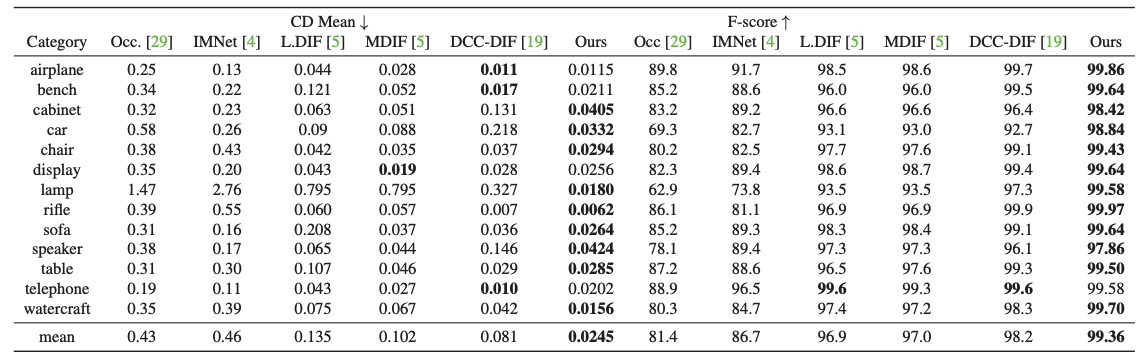 CD Mean ↓ F-score ↑
Category Occ. [29] IMNet [4] L.DIF [5] MDIF [5] DCC-DIF [19] Ours Occ [29] IMNet [4] L.DIF [5] MDIF [5] DCC-DIF [19] Ours
airplane 0.25 0.13 0.044 0.028 0.011 0.0115 89.8 91.7 98.5 98.6 99.7 99.86
bench 0.34 0.22 0.121 0.052 0.017 0.0211 85.2 88.6 96.0 96.0 99.5 99.64
cabinet 0.32 0.23 0.063 0.051 0.131 0.0405 83.2 89.2 96.6 96.6 96.4 98.42
car 0.58 0.26 0.09 0.088 0.218 0.0332 69.3 82.7 93.1 93.0 92.7 98.84
chair 0.38 0.43 0.042 0.035 0.037 0.0294 80.2 82.5 97.7 97.6 99.1 99.43
display 0.35 0.20 0.043 0.019 0.028 0.0256 82.3 89.4 98.6 98.7 99.4 99.64
lamp 1.47 2.76 0.795 0.795 0.327 0.0180 62.9 73.8 93.5 93.5 97.3 99.58
rifle 0.39 0.55 0.060 0.057 0.007 0.0062 86.1 81.1 96.9 96.9 99.9 99.97
sofa 0.31 0.16 0.208 0.037 0.036 0.0264 85.2 89.3 98.3 98.4 99.1 99.64
speaker 0.38 0.17 0.065 0.044 0.146 0.0424 78.1 89.4 97.3 97.3 96.1 97.86
table 0.31 0.30 0.107 0.046 0.029 0.0285 87.2 88.6 96.5 97.6 99.3 99.50
telephone 0.19 0.11 0.043 0.027 0.010 0.0202 88.9 96.5 99.6 99.3 99.6 99.58
watercraft 0.35 0.39 0.075 0.067 0.042 0.0156 80.3 84.7 97.4 97.2 98.3 99.70
mean 0.43 0.46 0.135 0.102 0.081 0.0245 81.4 86.7 96.9 97.0 98.2 99.36